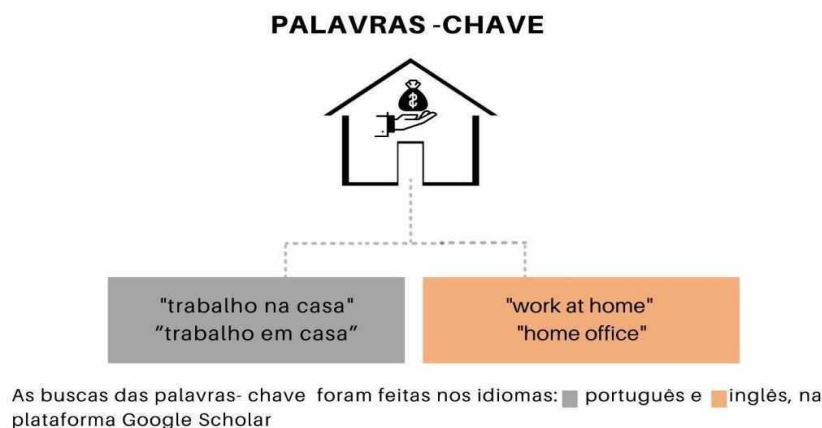 PALAVRAS -CHAVE
$
"trabalho na casa"
“trabalho em casa”
"work at home"
"home office"
As buscas das palavras- chave foram feitas nos idiomas: português e inglês, na
plataforma Google Scholar